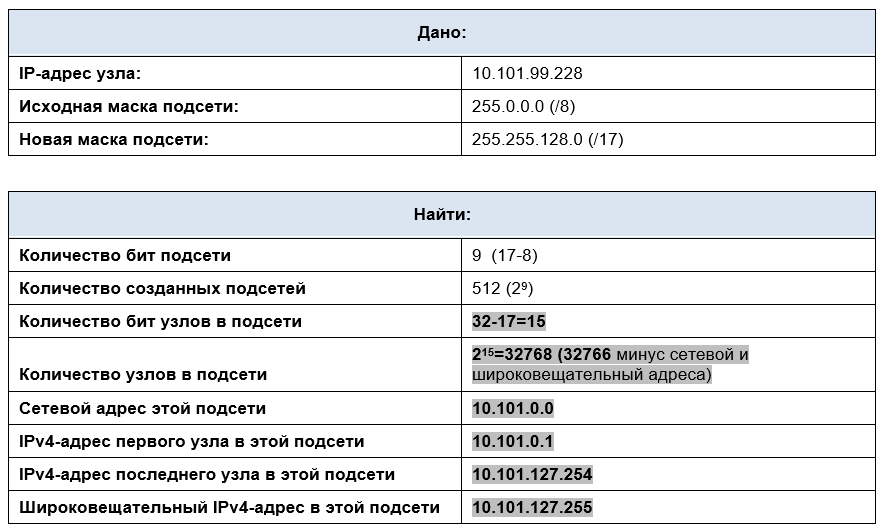 Дано:
IP-адрес узла: 10.101.99.228
Исходная маска подсети: 255.0.0.0 (/8)
Новая маска подсети: 255.255.128.0 (/17)
Найти:
Количество бит подсети 9 (17-8)
Количество созданных подсетей 512 (2⁹)
Количество бит узлов в подсети 32-17=15
Количество узлов в подсети 2¹⁵=32768 (32766 минус сетевой и
широковещательный адреса)
Сетевой адрес этой подсети 10.101.0.0
IPv4-адрес первого узла в этой подсети 10.101.0.1
IPv4-адрес последнего узла в этой подсети 10.101.127.254
Широковещательный IPv4-адрес в этой подсети 10.101.127.255